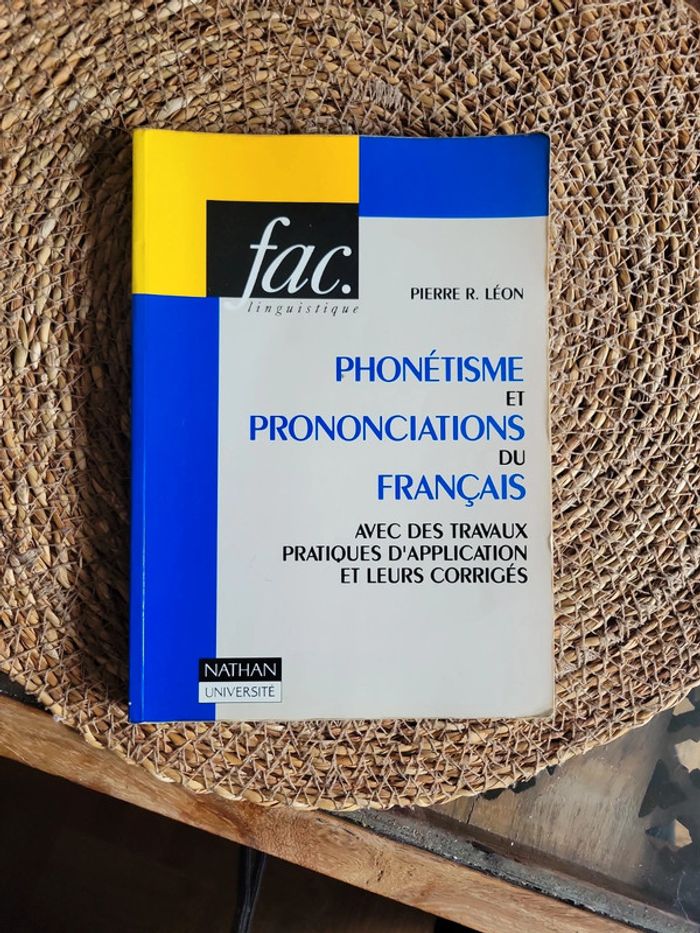 fac.
linguistique
PIERRE R. LÉON
PHONÉTISME
ET
PRONONCIATIONS
DU
FRANÇAIS
AVEC DES TRAVAUX
PRATIQUES D'APPLICATION
ET LEURS CORRIGÉS
NATHAN
UNIVERSITÉ